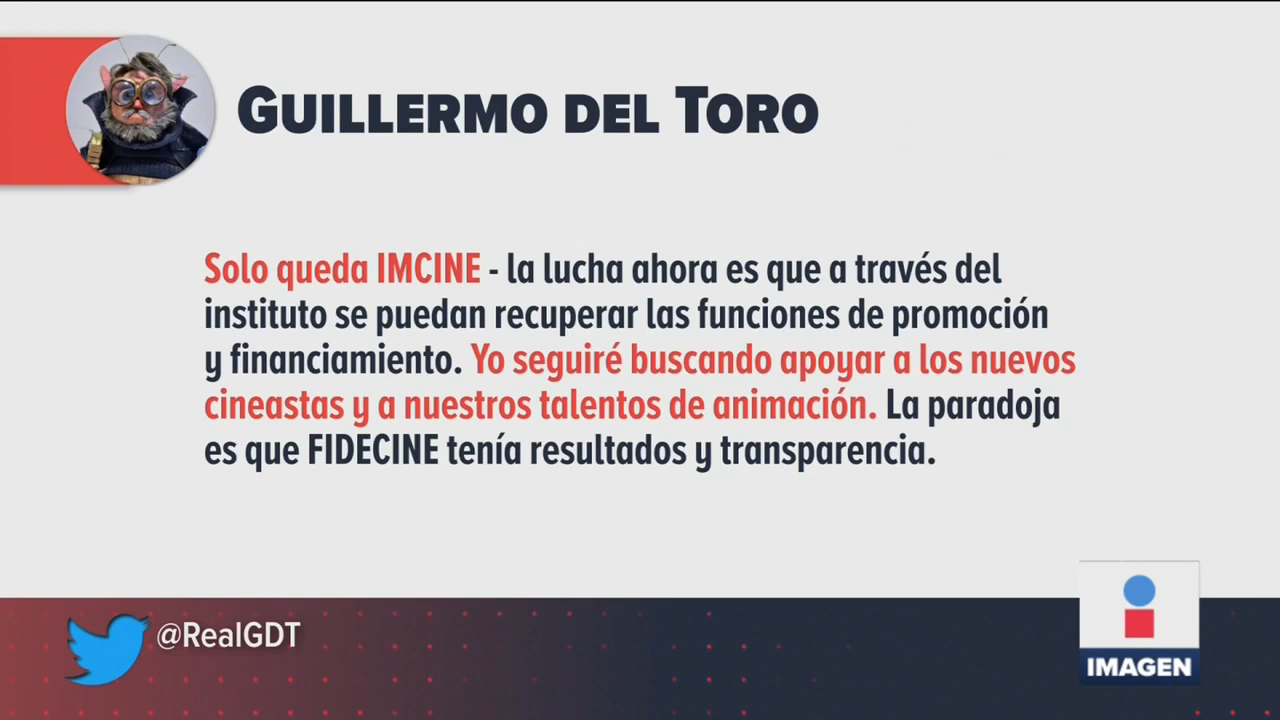 GUILLERMO DEL TORO
Solo queda IMCINE - la lucha ahora es que a través del
instituto se puedan recuperar las funciones de promoción
y financiamiento. Yo seguiré buscando apoyar a los nuevos
cineastas y a nuestros talentos de animación. La paradoja
es que FIDECINE tenía resultados y transparencia.
@RealGDT
IMAGEN